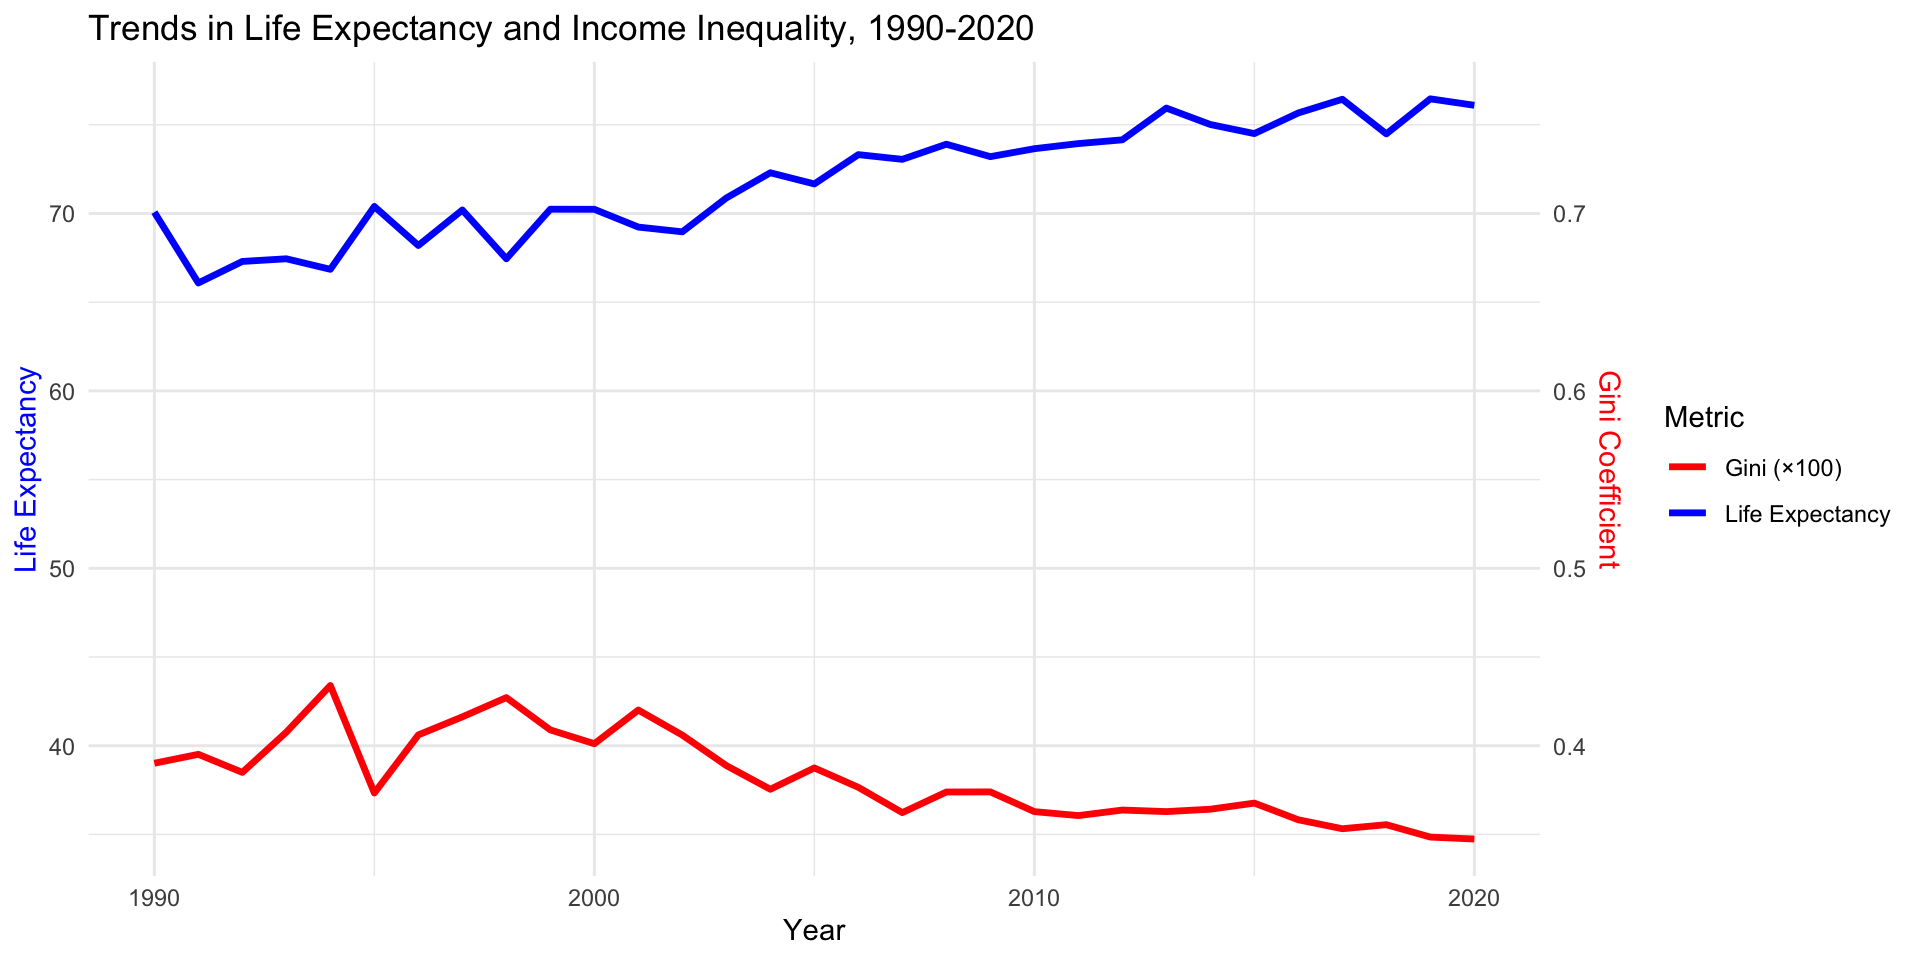 Trends in Life Expectancy and Income Inequality, 1990-2020
Life Expectancy
70
60
50
40
0.7
0.6
0.5
0.4
Gini Coefficient
1990
2000
2010
2020
Year
Metric
Gini (×100)
Life Expectancy